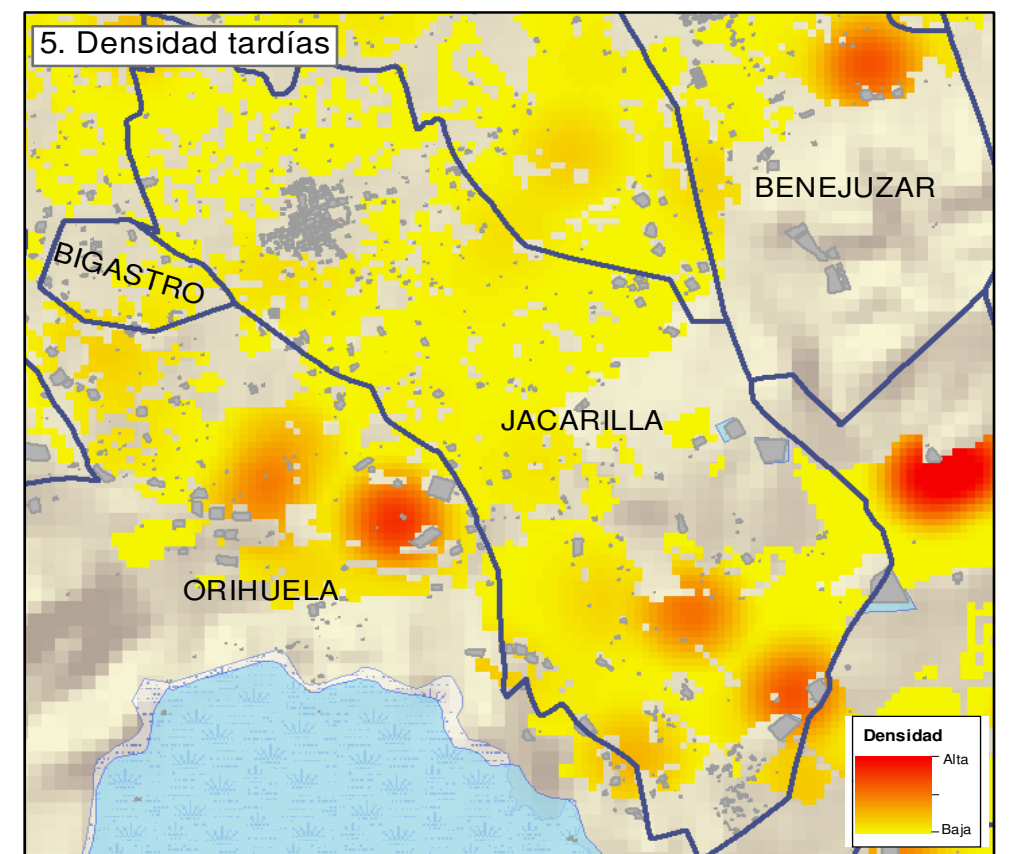 5. Densidad tardías
BENEJUZAR
BIGASTRO
JACARILLA
ORIHUELA
Densidad
Alta
Baja